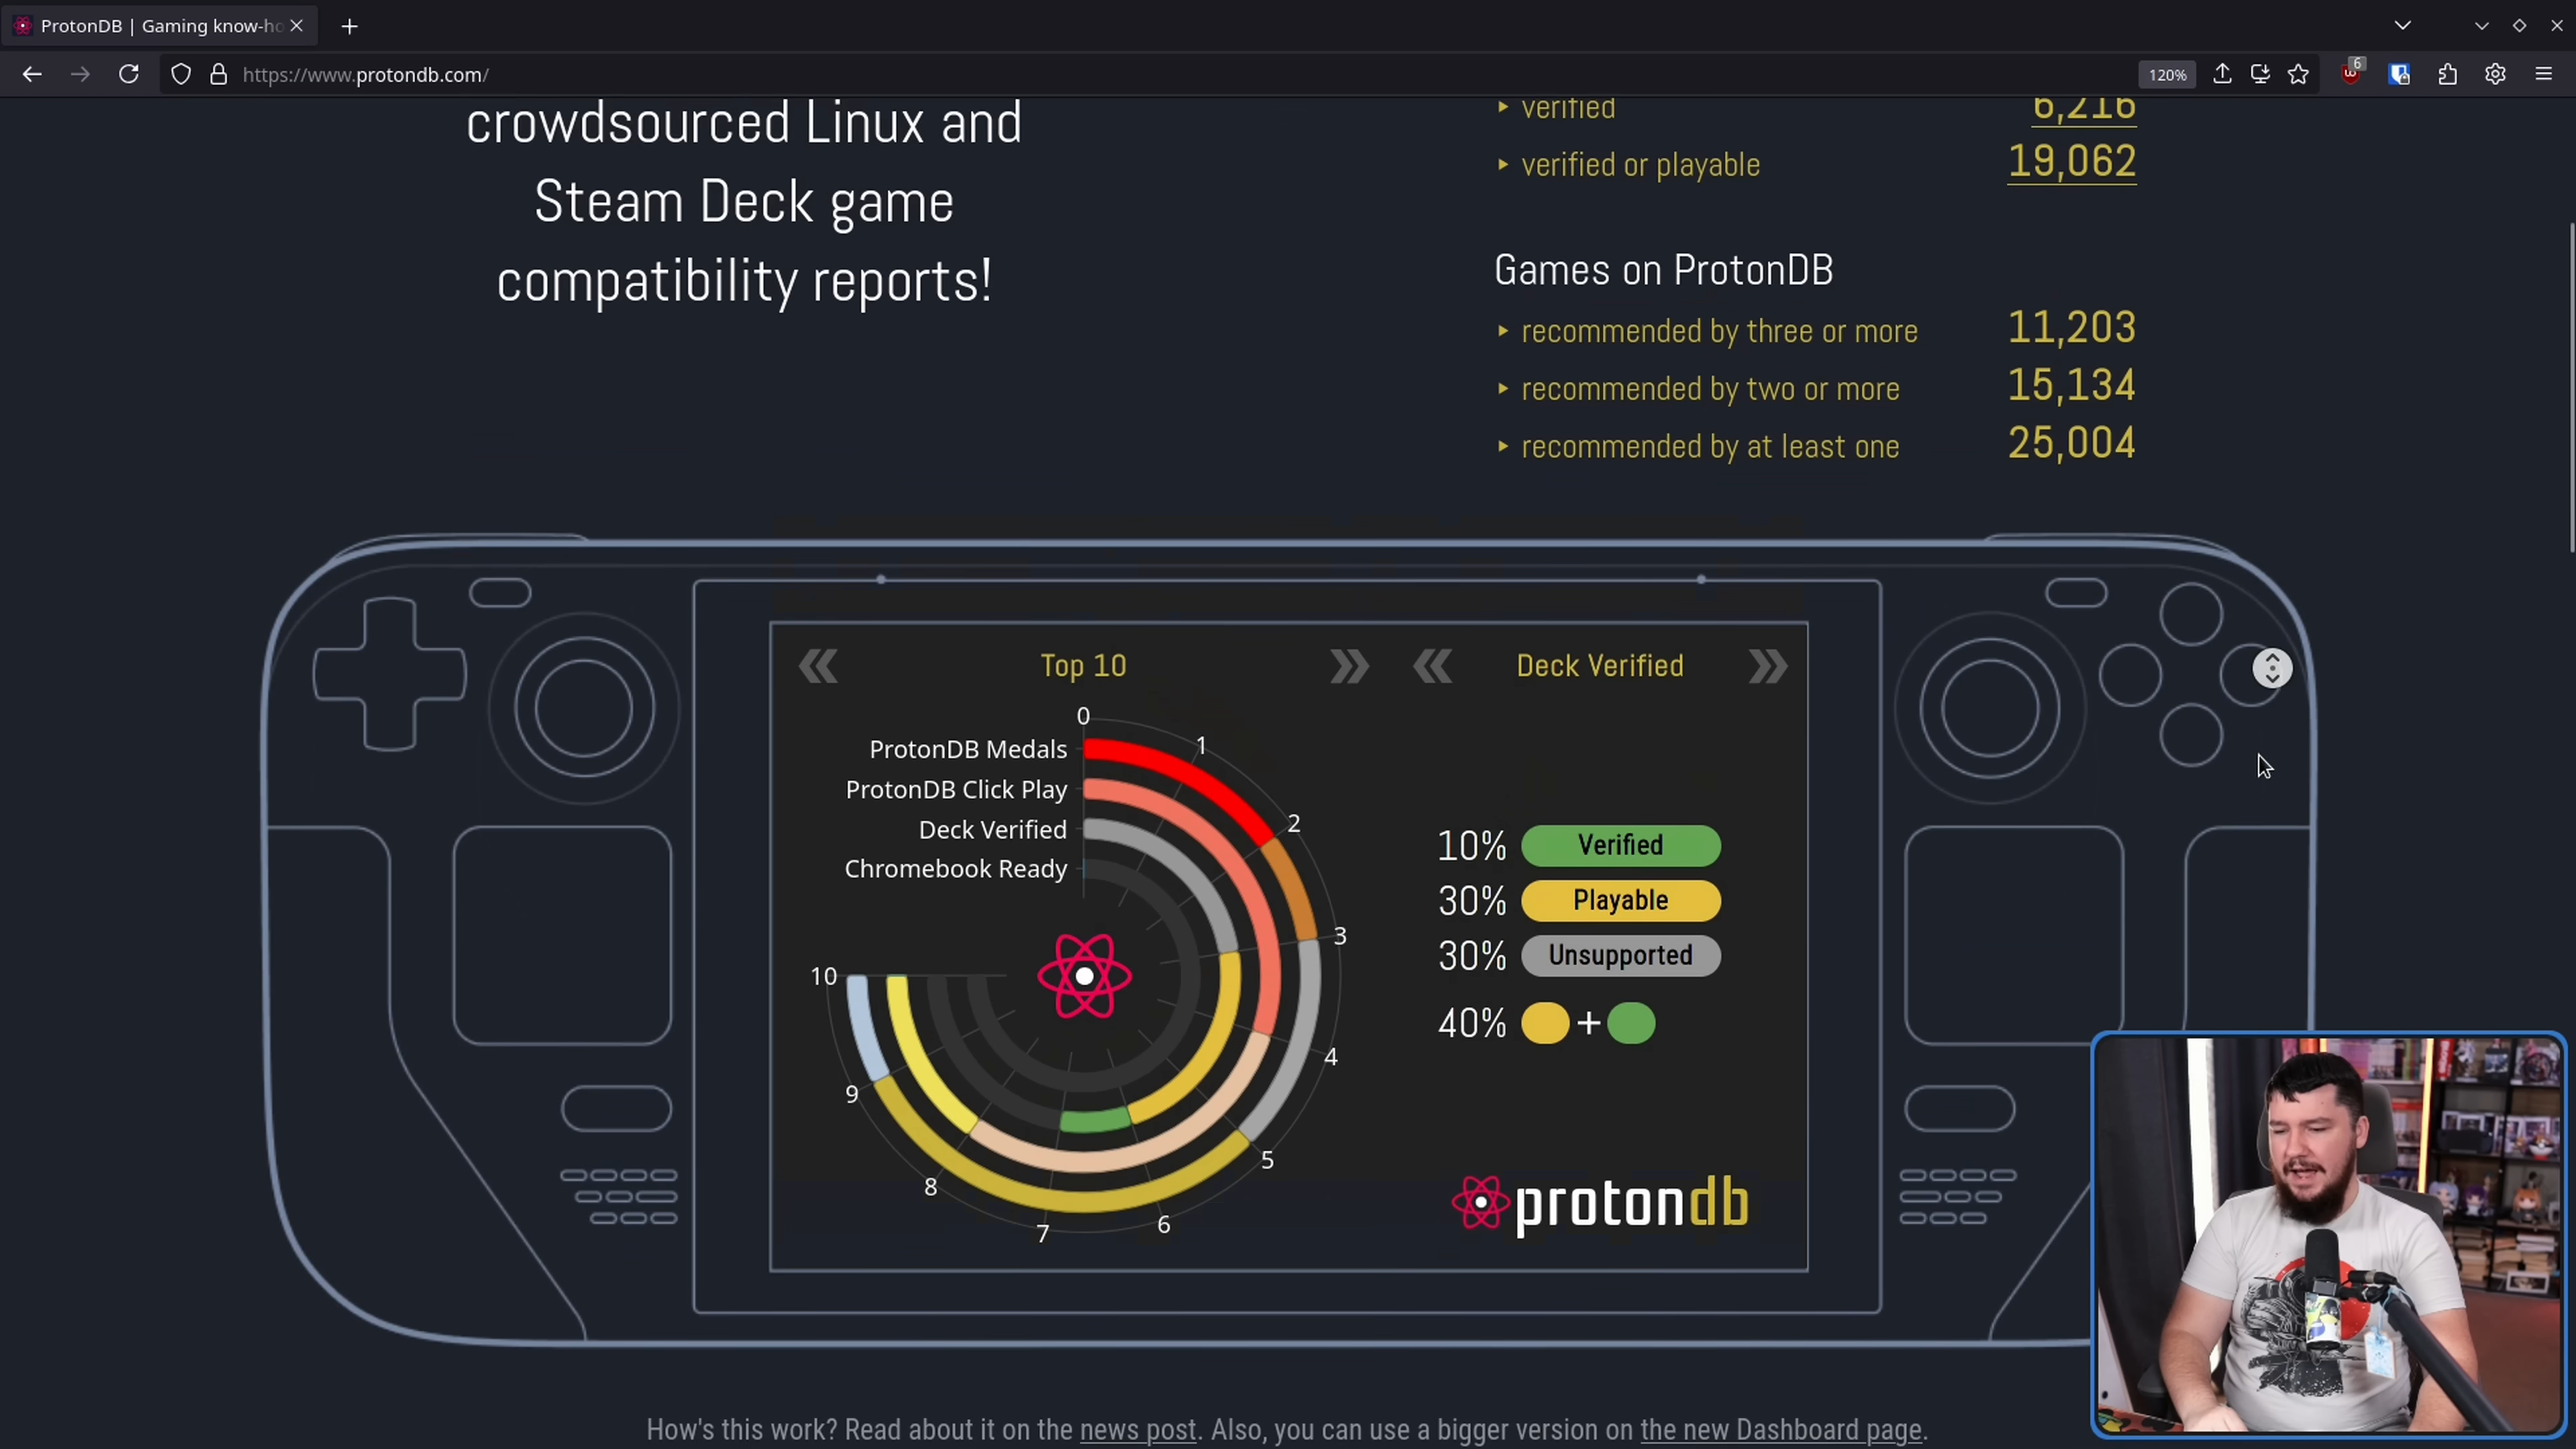 ProtonDB | Gaming know-ho
https://www.protondb.com/
120%
6
crowdsourced Linux and
Steam Deck game
compatibility reports!
verified 6,216
verified or playable 19,062
Games on ProtonDB
recommended by three or more 11,203
recommended by two or more 15,134
recommended by at least one 25,004
Top 10
Deck Verified
ProtonDB Medals
ProtonDB Click Play
Deck Verified
Chromebook Ready
0
1
2
3
4
5
6
7
8
9
10
10% Verified
30% Playable
30% Unsupported
40% +
protondb
How's this work? Read about it on the news post. Also, you can use a bigger version on the new Dashboard page.